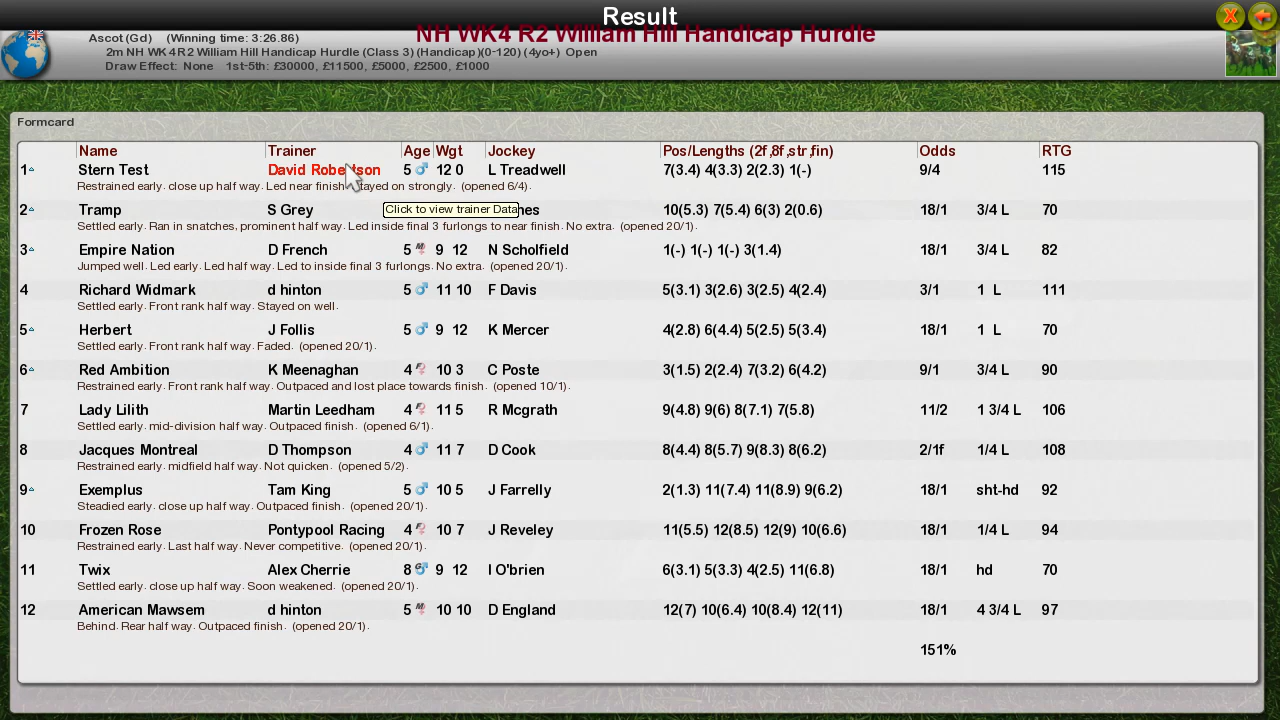 Result
NH WK4 R2 William Hill Handicap Hurdle
Ascot (Gd) (Winning time: 3:26.86)
2m NH WK4 R2 William Hill Handicap Hurdle (Class 3) (Handicap)(0-120) (4yo+) Open
Draw Effect: None 1st-5th: £30000, £11500, £5000, £2500, £1000
Formcard
Name Trainer Age Wgt Jockey Pos/Lengths (2f,8f,str,fin) Odds RTG
1 Stern Test David Robertson 5 12 0 L Treadwell 7(3.4) 4(3.3) 2(2.3) 1(-) 9/4 115
Restrained early. close up half way. Led near finish. Stayed on strongly. (opened 6/4).
2 Tramp S Grey 10(5.3) 7(5.4) 6(3) 2(0.6) 18/1 3/4 L 70
Click to view trainer Data
Settled early. Ran in snatches, prominent half way. Led inside final 3 furlongs to near finish. No extra. (opened 20/1).
3 Empire Nation D French 5 9 12 N Scholfield 1(-) 1(-) 1(-) 3(1.4) 18/1 3/4 L 82
Jumped well. Led early. Led half way. Led to inside final 3 furlongs. No extra. (opened 20/1).
4 Richard Widmark d hinton 5 11 10 F Davis 5(3.1) 3(2.6) 3(2.5) 4(2.4) 3/1 1 L 111
Settled early. Front rank half way. Stayed on well.
5 Herbert J Follis 5 9 12 K Mercer 4(2.8) 6(4.4) 5(2.5) 5(3.4) 18/1 1 L 70
Settled early. Front rank half way. Faded. (opened 20/1).
6 Red Ambition K Meenaghan 4 10 3 C Poste 3(1.5) 2(2.4) 7(3.2) 6(4.2) 9/1 3/4 L 90
Restrained early. Front rank half way. Outpaced and lost place towards finish. (opened 10/1).
7 Lady Lilith Martin Leedham 4 11 5 R Mcgrath 9(4.8) 9(6) 8(7.1) 7(5.8) 11/2 1 3/4 L 106
Settled early. mid-division half way. Outpaced finish. (opened 6/1).
8 Jacques Montreal D Thompson 4 11 7 D Cook 8(4.4) 8(5.7) 9(8.3) 8(6.2) 2/1f 1/4 L 108
Restrained early. midfield half way. Not quicken. (opened 5/2).
9 Exemplus Tam King 5 10 5 J Farrelly 2(1.3) 11(7.4) 11(8.9) 9(6.2) 18/1 sht-hd 92
Steadied early. close up half way. Outpaced finish. (opened 20/1).
10 Frozen Rose Pontypool Racing 4 10 7 J Reveley 11(5.5) 12(8.5) 12(9) 10(6.6) 18/1 1/4 L 94
Restrained early. Last half way. Never competitive. (opened 20/1).
11 Twix Alex Cherrie 8 9 12 I O'brien 6(3.1) 5(3.3) 4(2.5) 11(6.8) 18/1 hd 70
Settled early. close up half way. Soon weakened. (opened 20/1).
12 American Mawsem d hinton 5 10 10 D England 12(7) 10(6.4) 10(8.4) 12(11) 18/1 4 3/4 L 97
Behind. Rear half way. Outpaced finish. (opened 20/1).
151%